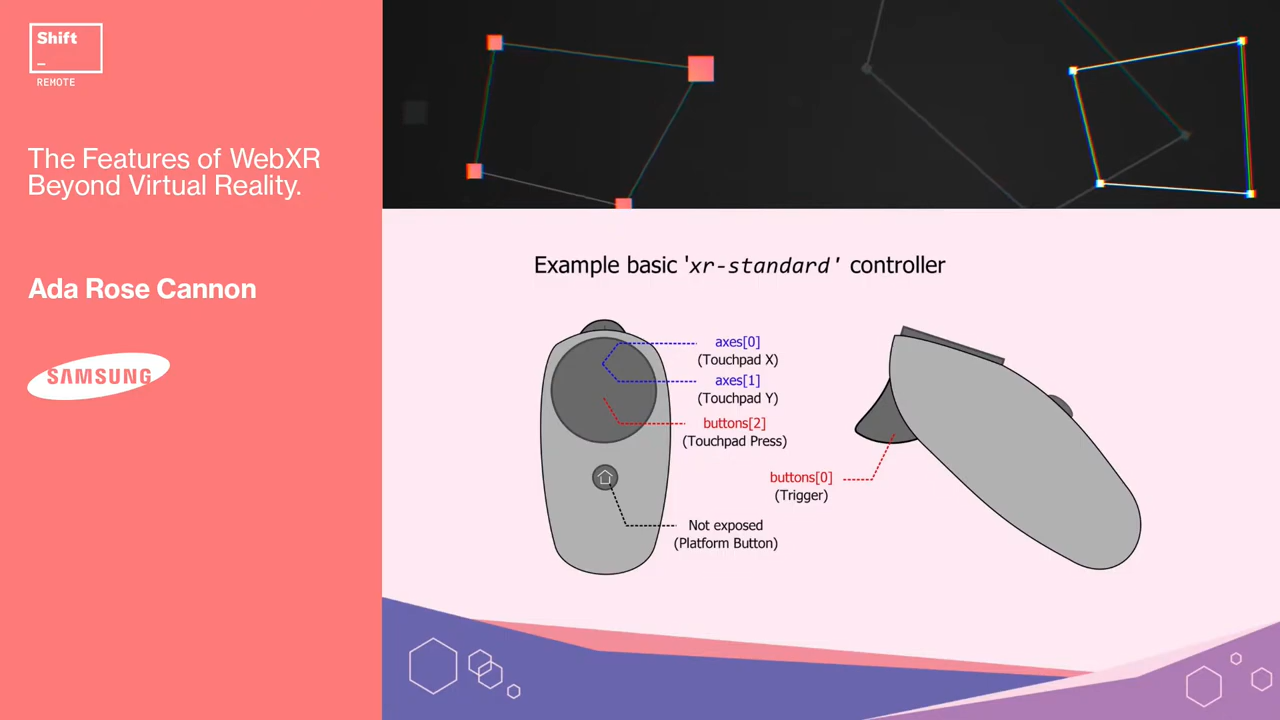 Shift
_
REMOTE
The Features of WebXR
Beyond Virtual Reality.
Ada Rose Cannon
SAMSUNG
Example basic 'xr-standard' controller
axes[0]
(Touchpad X)
axes[1]
(Touchpad Y)
buttons[2]
(Touchpad Press)
buttons[0]
(Trigger)
Not exposed
(Platform Button)